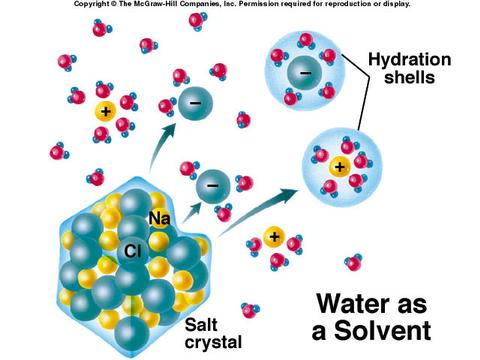 Copyright © The McGraw-Hill Companies, Inc. Permission required for reproduction or display.
Hydration
shells
−
+
−
+
−
Na
+
Cl
Salt
crystal
Water as
a Solvent